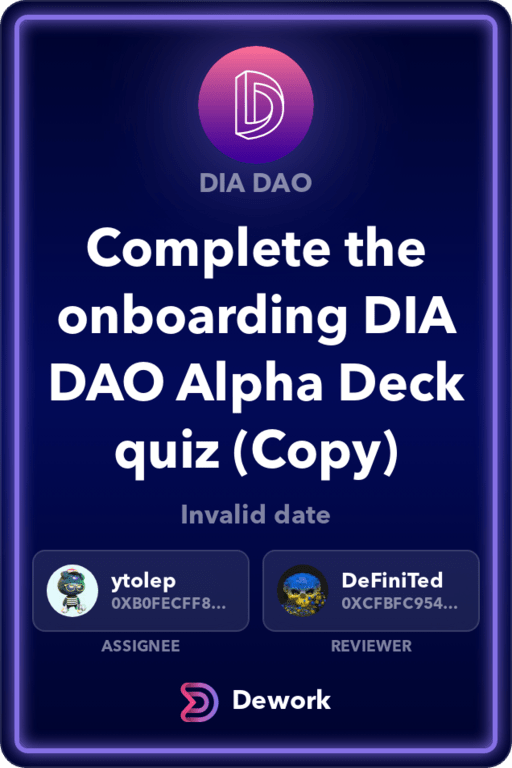 DIA DAO
Complete the
onboarding DIA
DAO Alpha Deck
quiz (Copy)
Invalid date
ytolep
0XB0FECFF8...
ASSIGNEE
DeFiniTed
0XCFBFC954...
REVIEWER
Dework